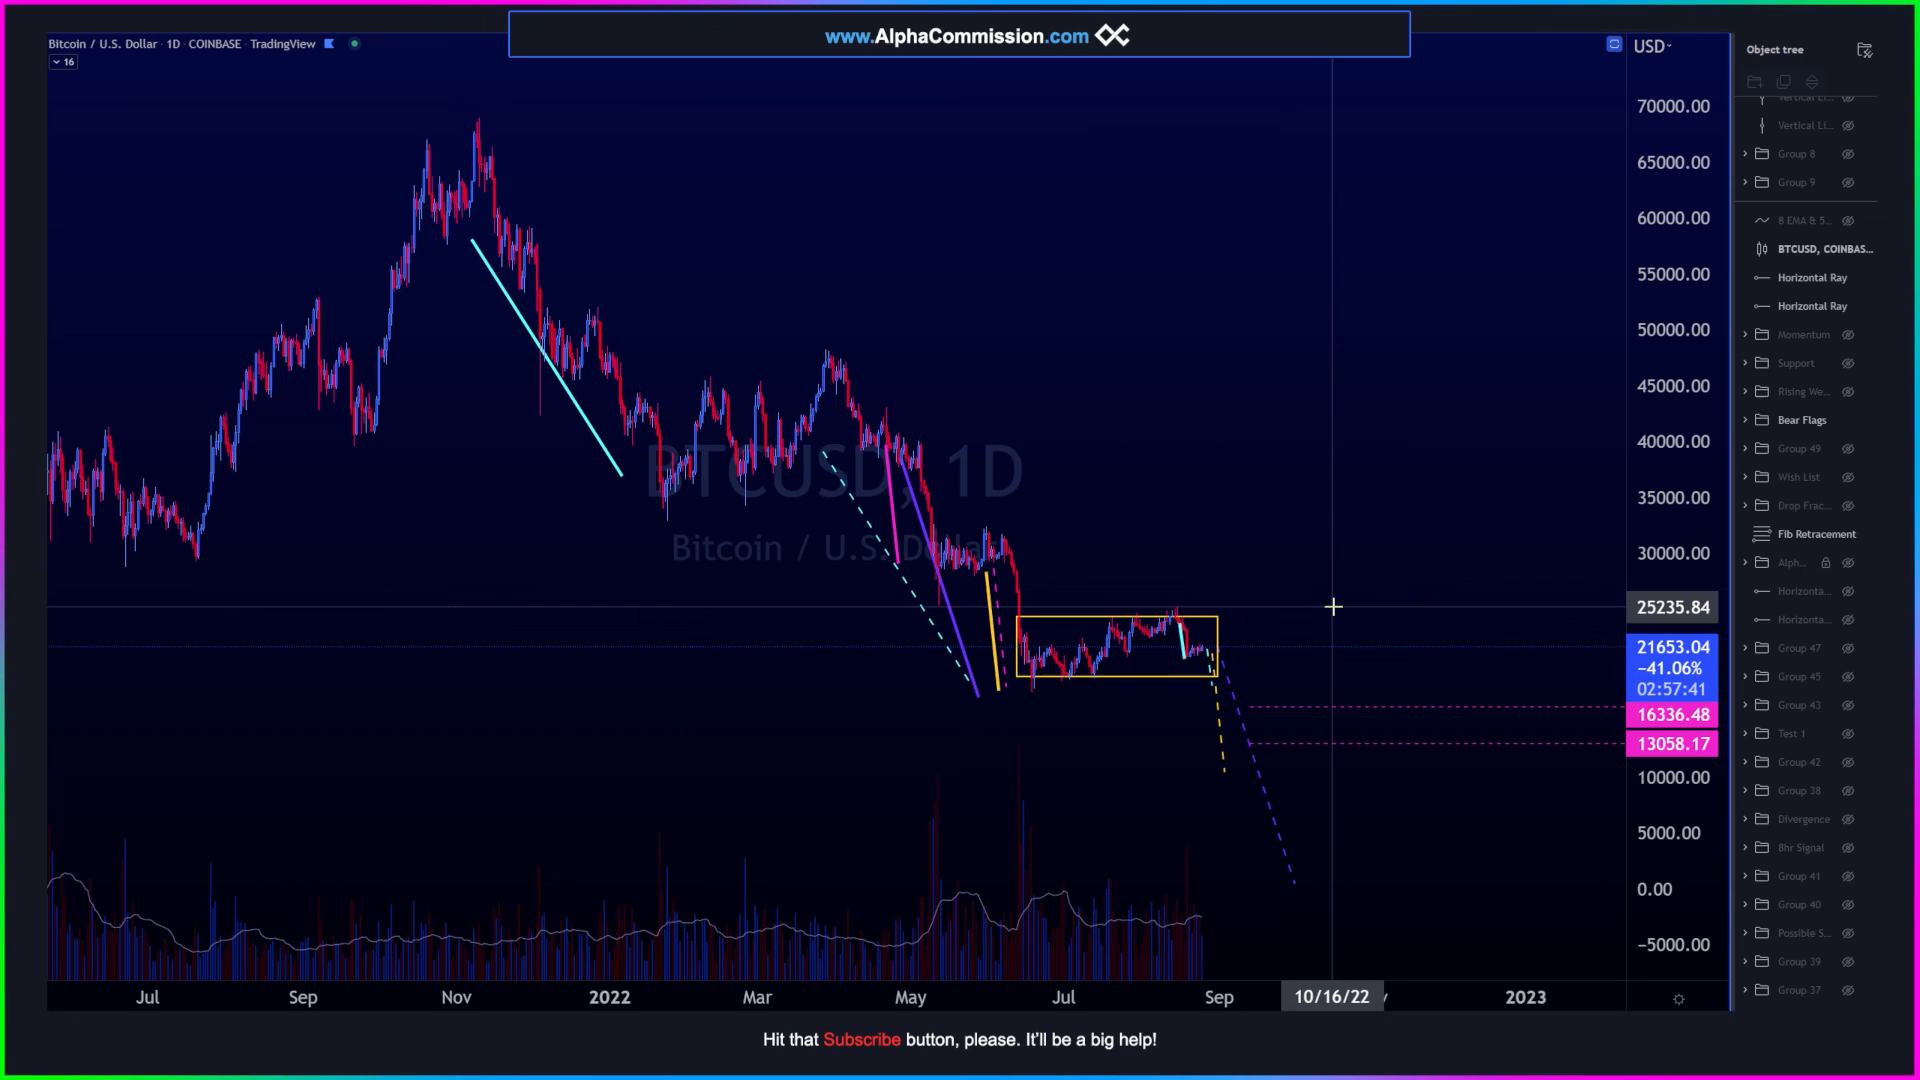 www.AlphaCommission.com
Bitcoin / U.S. Dollar · 1D · COINBASE · TradingView
16
USD
70000.00
65000.00
60000.00
55000.00
50000.00
45000.00
40000.00
35000.00
30000.00
25235.84
21653.04
−41.06%
02:57:41
16336.48
13058.17
10000.00
5000.00
0.00
−5000.00
BTCUSD, 1D
Bitcoin / U.S. Dollar
Jul
Sep
Nov
2022
Mar
May
Jul
Sep
10/16/22
2023
Object tree
Vertical Li...
Vertical Li...
Group 8
Group 9
8 EMA & 5...
BTCUSD, COINBAS...
Horizontal Ray
Horizontal Ray
Momentum
Support
Rising We...
Bear Flags
Group 49
Wish List
Drop Frac...
Fib Retracement
Alph...
Horizonta...
Horizonta...
Group 47
Group 45
Group 43
Test 1
Group 42
Group 38
Divergence
8hr Signal
Group 41
Group 40
Possible S...
Group 39
Group 37
Hit that Subscribe button, please. It'll be a big help!